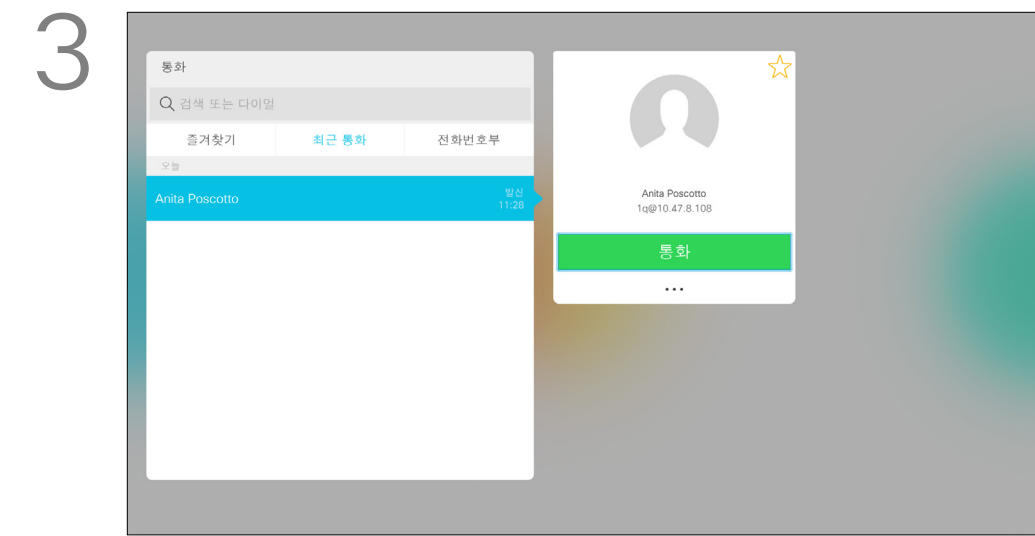 3
통화
검색 또는 다이얼
즐겨찾기 최근 통화 전화번호부
오늘
Anita Poscotto 발신
11:28
Anita Poscotto
1q@10.47.8.108
통화
...